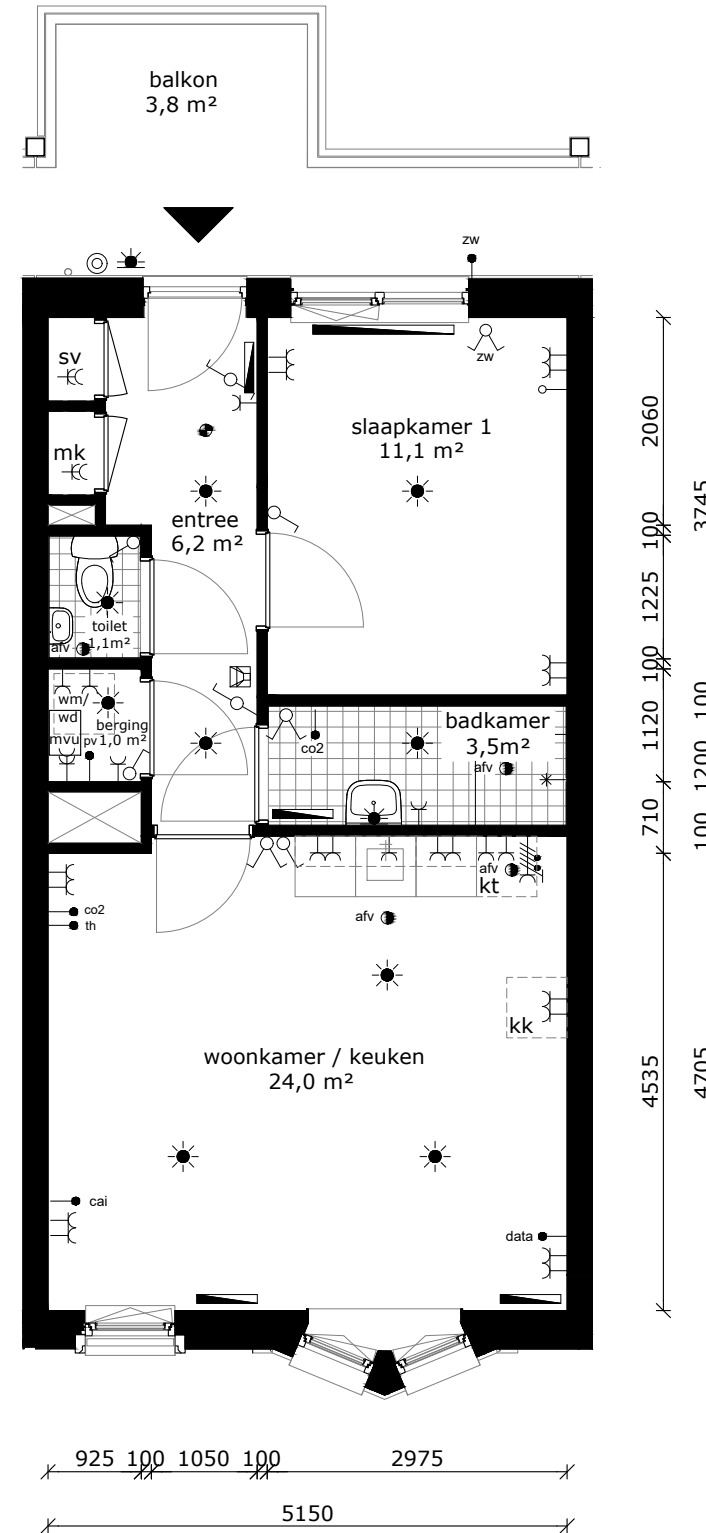 balkon
3,8 m²
zw
zw
sv
mk
slaapkamer 1
11,1 m²
entree
6,2 m²
toilet
1,1m²
afv
wm/
wd
berging
mvu
pv
1,0 m²
badkamer
3,5m²
co2
afv
afv
kt
afv
co2
th
kk
woonkamer / keuken
24,0 m²
cai
data
2060
100
1225
100
1120
710
4535
3745
100
1200
100
4705
925 100 1050 100 2975
5150